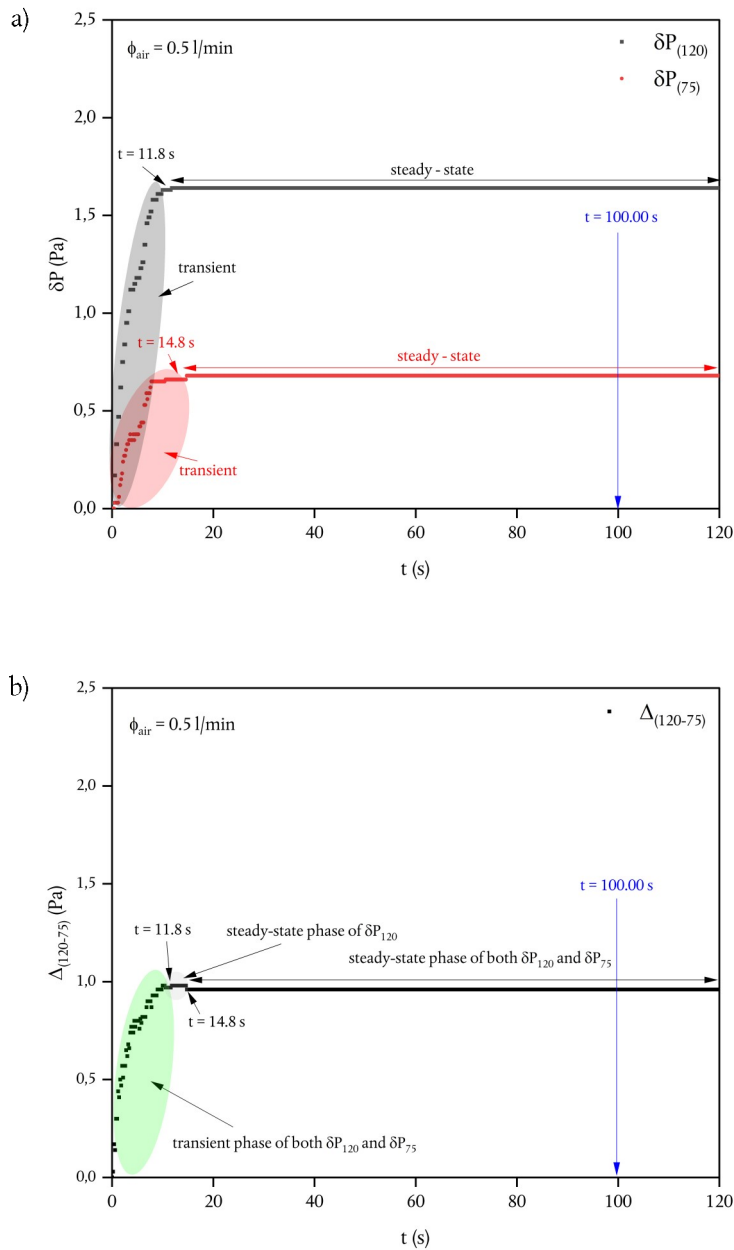 a)
2,5
ϕair = 0.5 l/min
δP(120)
δP(75)
2,0
t = 11.8 s
steady - state
1,5
t = 100.00 s
δP (Pa)
transient
1,0
t = 14.8 s
steady - state
0,5
transient
0,0
0 20 40 60 80 100 120
t (s)
b)
2,5
ϕair = 0.5 l/min
Δ(120-75)
2,0
1,5
t = 100.00 s
Δ(120-75) (Pa)
t = 11.8 s
steady-state phase of δP120
steady-state phase of both δP120 and δP75
1,0
t = 14.8 s
0,5
transient phase of both δP120 and δP75
0,0
0 20 40 60 80 100 120
t (s)